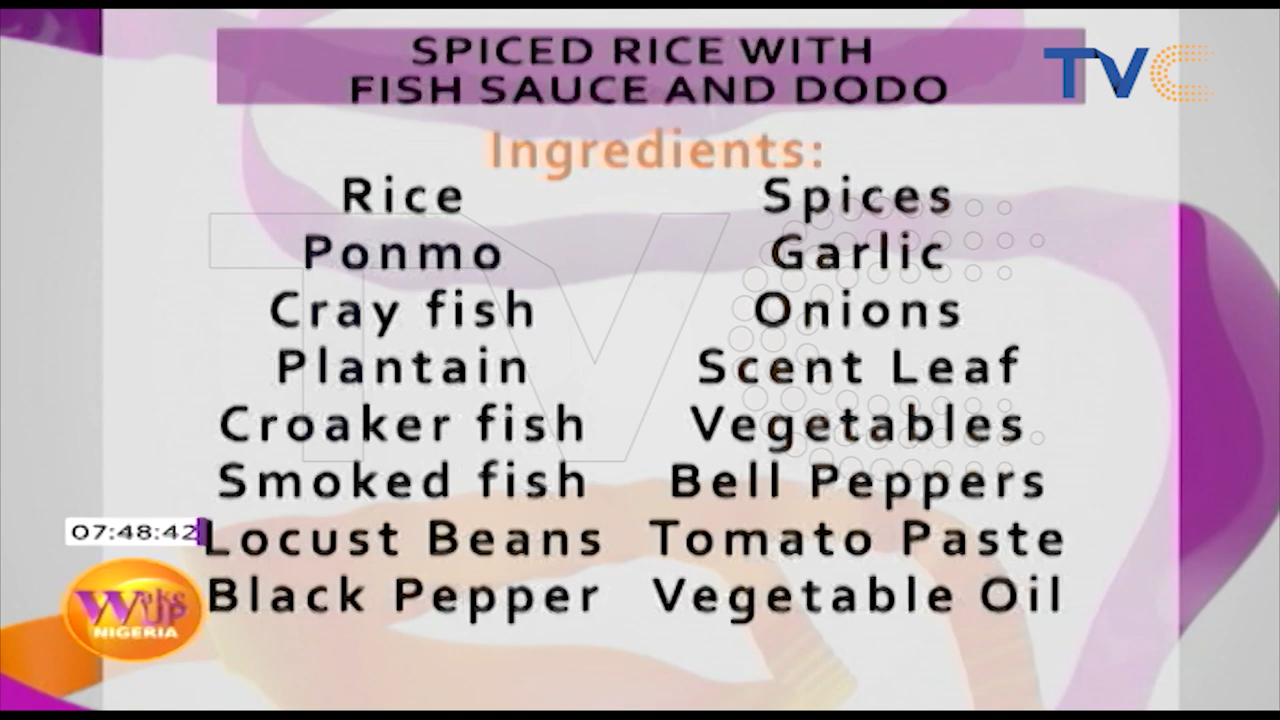 SPICED RICE WITH
FISH SAUCE AND DODO
TVC
Ingredients:
Rice
Ponmo
Cray fish
Plantain
Croaker fish
Smoked fish
Locust Beans
Black Pepper
Spices
Garlic
Onions
Scent Leaf
Vegetables
Bell Peppers
Tomato Paste
Vegetable Oil
07:48:42
Wake UP
NIGERIA